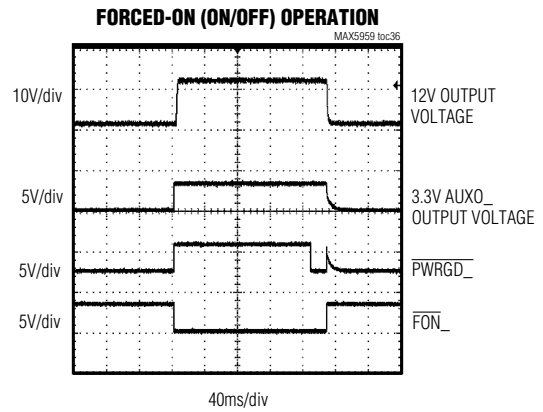 FORCED-ON (ON/OFF) OPERATION
MAX5959 toc36
10V/div
12V OUTPUT
VOLTAGE
5V/div
3.3V AUXO_
OUTPUT VOLTAGE
5V/div
PWRGD_
5V/div
FON_
40ms/div